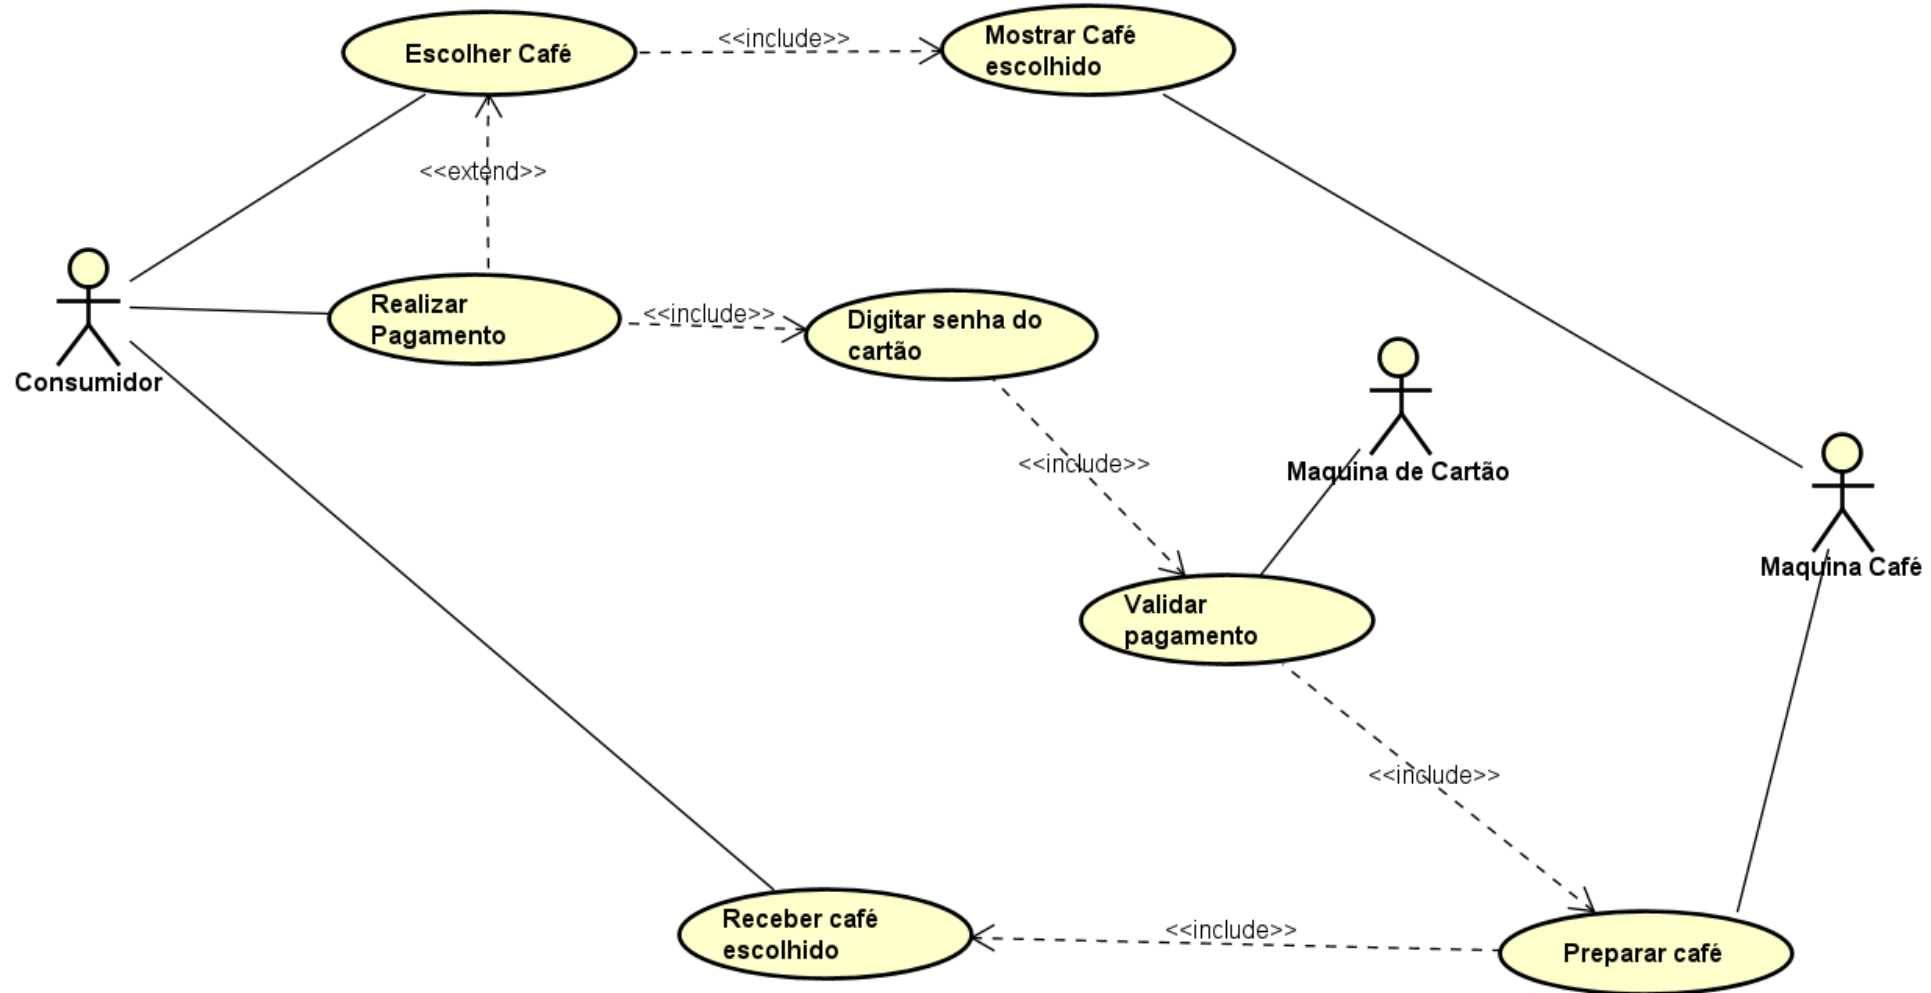 Escolher Café
<<include>>
Mostrar Café
escolhido
<<extend>>
Realizar
Pagamento
<<include>>
Digitar senha do
cartão
Consumidor
<<include>>
Maquina de Cartão
Maquina Café
Validar
pagamento
<<include>>
Receber café
escolhido
<<include>>
Preparar café